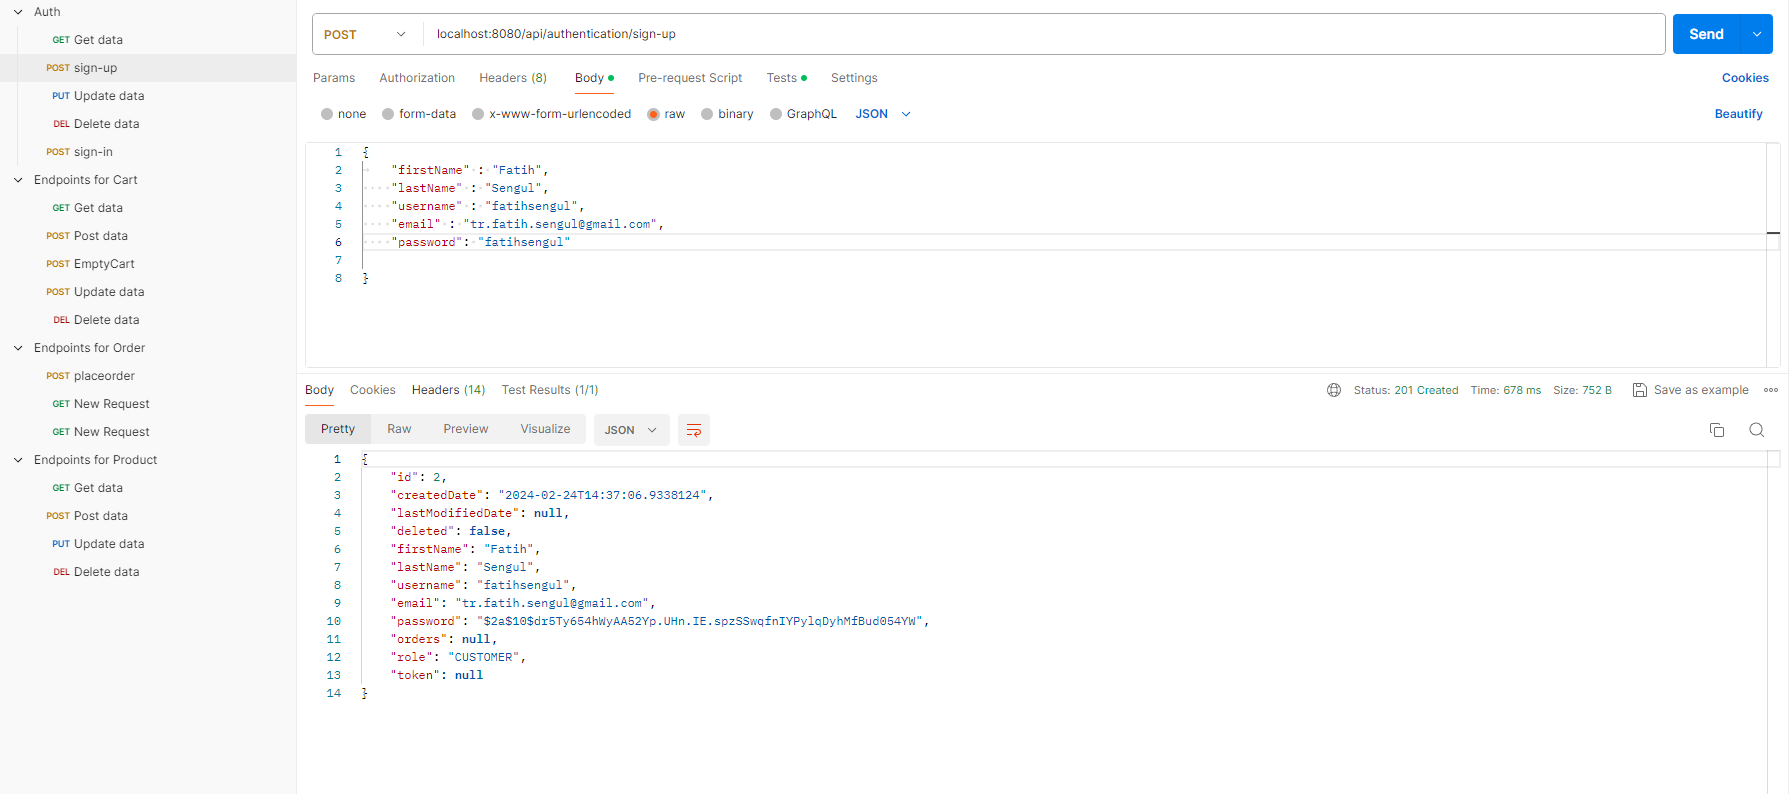 Auth
GET Get data
POST sign-up
PUT Update data
DEL Delete data
POST sign-in
Endpoints for Cart
GET Get data
POST Post data
POST EmptyCart
POST Update data
DEL Delete data
Endpoints for Order
POST placeorder
GET New Request
GET New Request
Endpoints for Product
GET Get data
POST Post data
PUT Update data
DEL Delete data
POST localhost:8080/api/authentication/sign-up Send
Params Authorization Headers (8) Body Pre-request Script Tests Settings Cookies
none form-data x-www-form-urlencoded raw binary GraphQL JSON Beautify
1 {
2 "firstName" : "Fatih",
3 "lastName" : "Sengul",
4 "username" : "fatihsengul",
5 "email" : "tr.fatih.sengul@gmail.com",
6 "password": "fatihsengul"
7
8 }
Body Cookies Headers (14) Test Results (1/1) Status: 201 Created Time: 678 ms Size: 752 B Save as example
Pretty Raw Preview Visualize JSON
1 {
2 "id": 2,
3 "createdDate": "2024-02-24T14:37:06.9338124",
4 "lastModifiedDate": null,
5 "deleted": false,
6 "firstName": "Fatih",
7 "lastName": "Sengul",
8 "username": "fatihsengul",
9 "email": "tr.fatih.sengul@gmail.com",
10 "password": "$2a$10$dr5Ty654hWyAA52Yp.UHn.IE.spzSSwqfnIYPylqDyhMfBud054YW",
11 "orders": null,
12 "role": "CUSTOMER",
13 "token": null
14 }